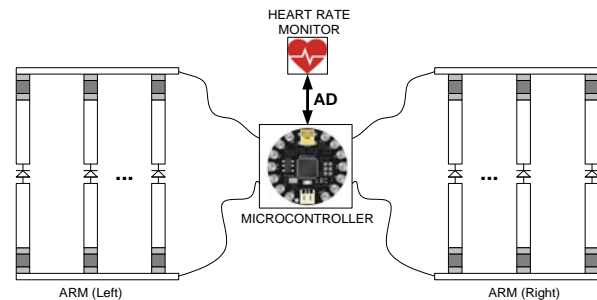 HEART RATE
MONITOR
AD
...
...
MICROCONTROLLER
ARM (Left)
ARM (Right)